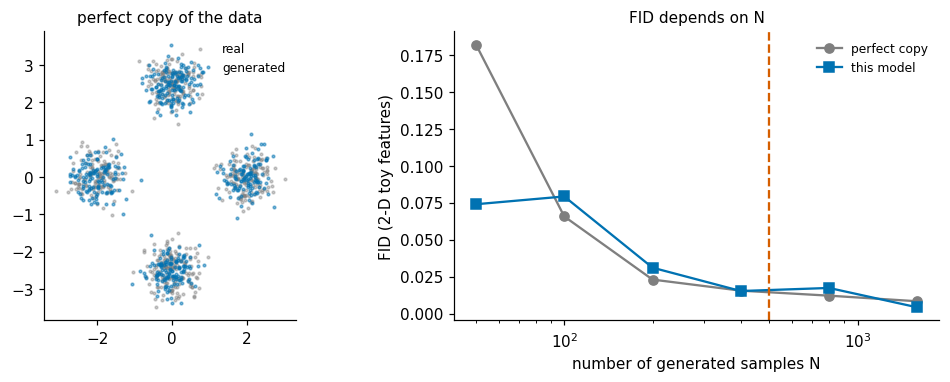 perfect copy of the data
real
generated
3
2
1
0
−1
−2
−3
−2
0
2
FID depends on N
perfect copy
this model
FID (2-D toy features)
0.175
0.150
0.125
0.100
0.075
0.050
0.025
0.000
10²
10³
number of generated samples N